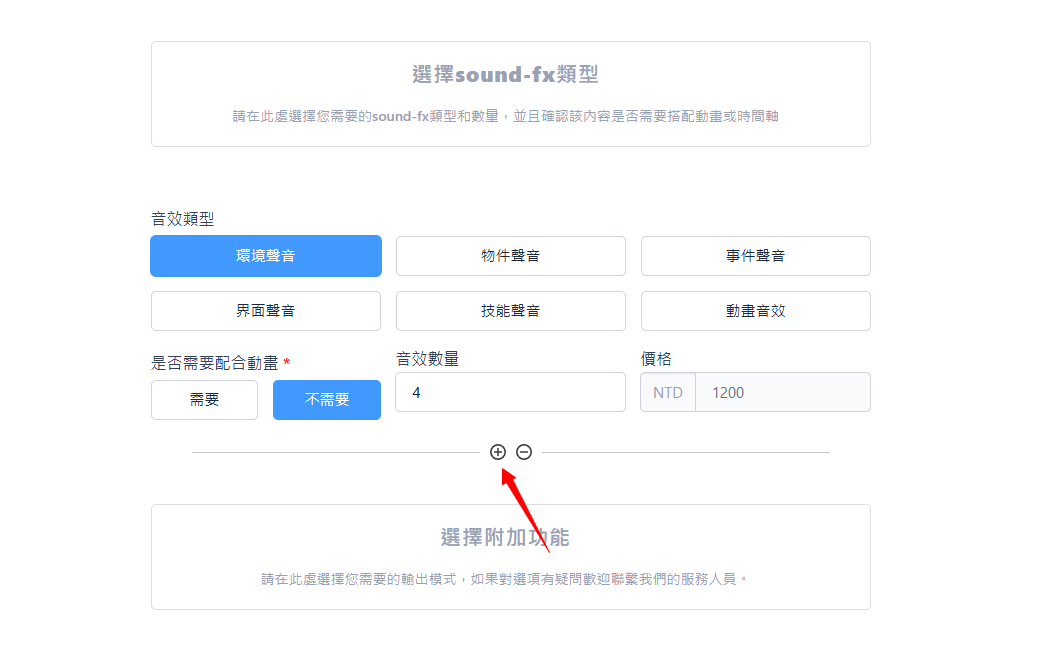 選擇sound-fx類型
請在此處選擇您需要的sound-fx類型和數量，並且確認該內容是否需要搭配動畫或時間軸
音效類型
環境聲音
物件聲音
事件聲音
界面聲音
技能聲音
動畫音效
是否需要配合動畫 *
需要
不需要
音效數量
4
價格
NTD 1200
選擇附加功能
請在此處選擇您需要的輸出模式，如果對選項有疑問歡迎聯繫我們的服務人員。